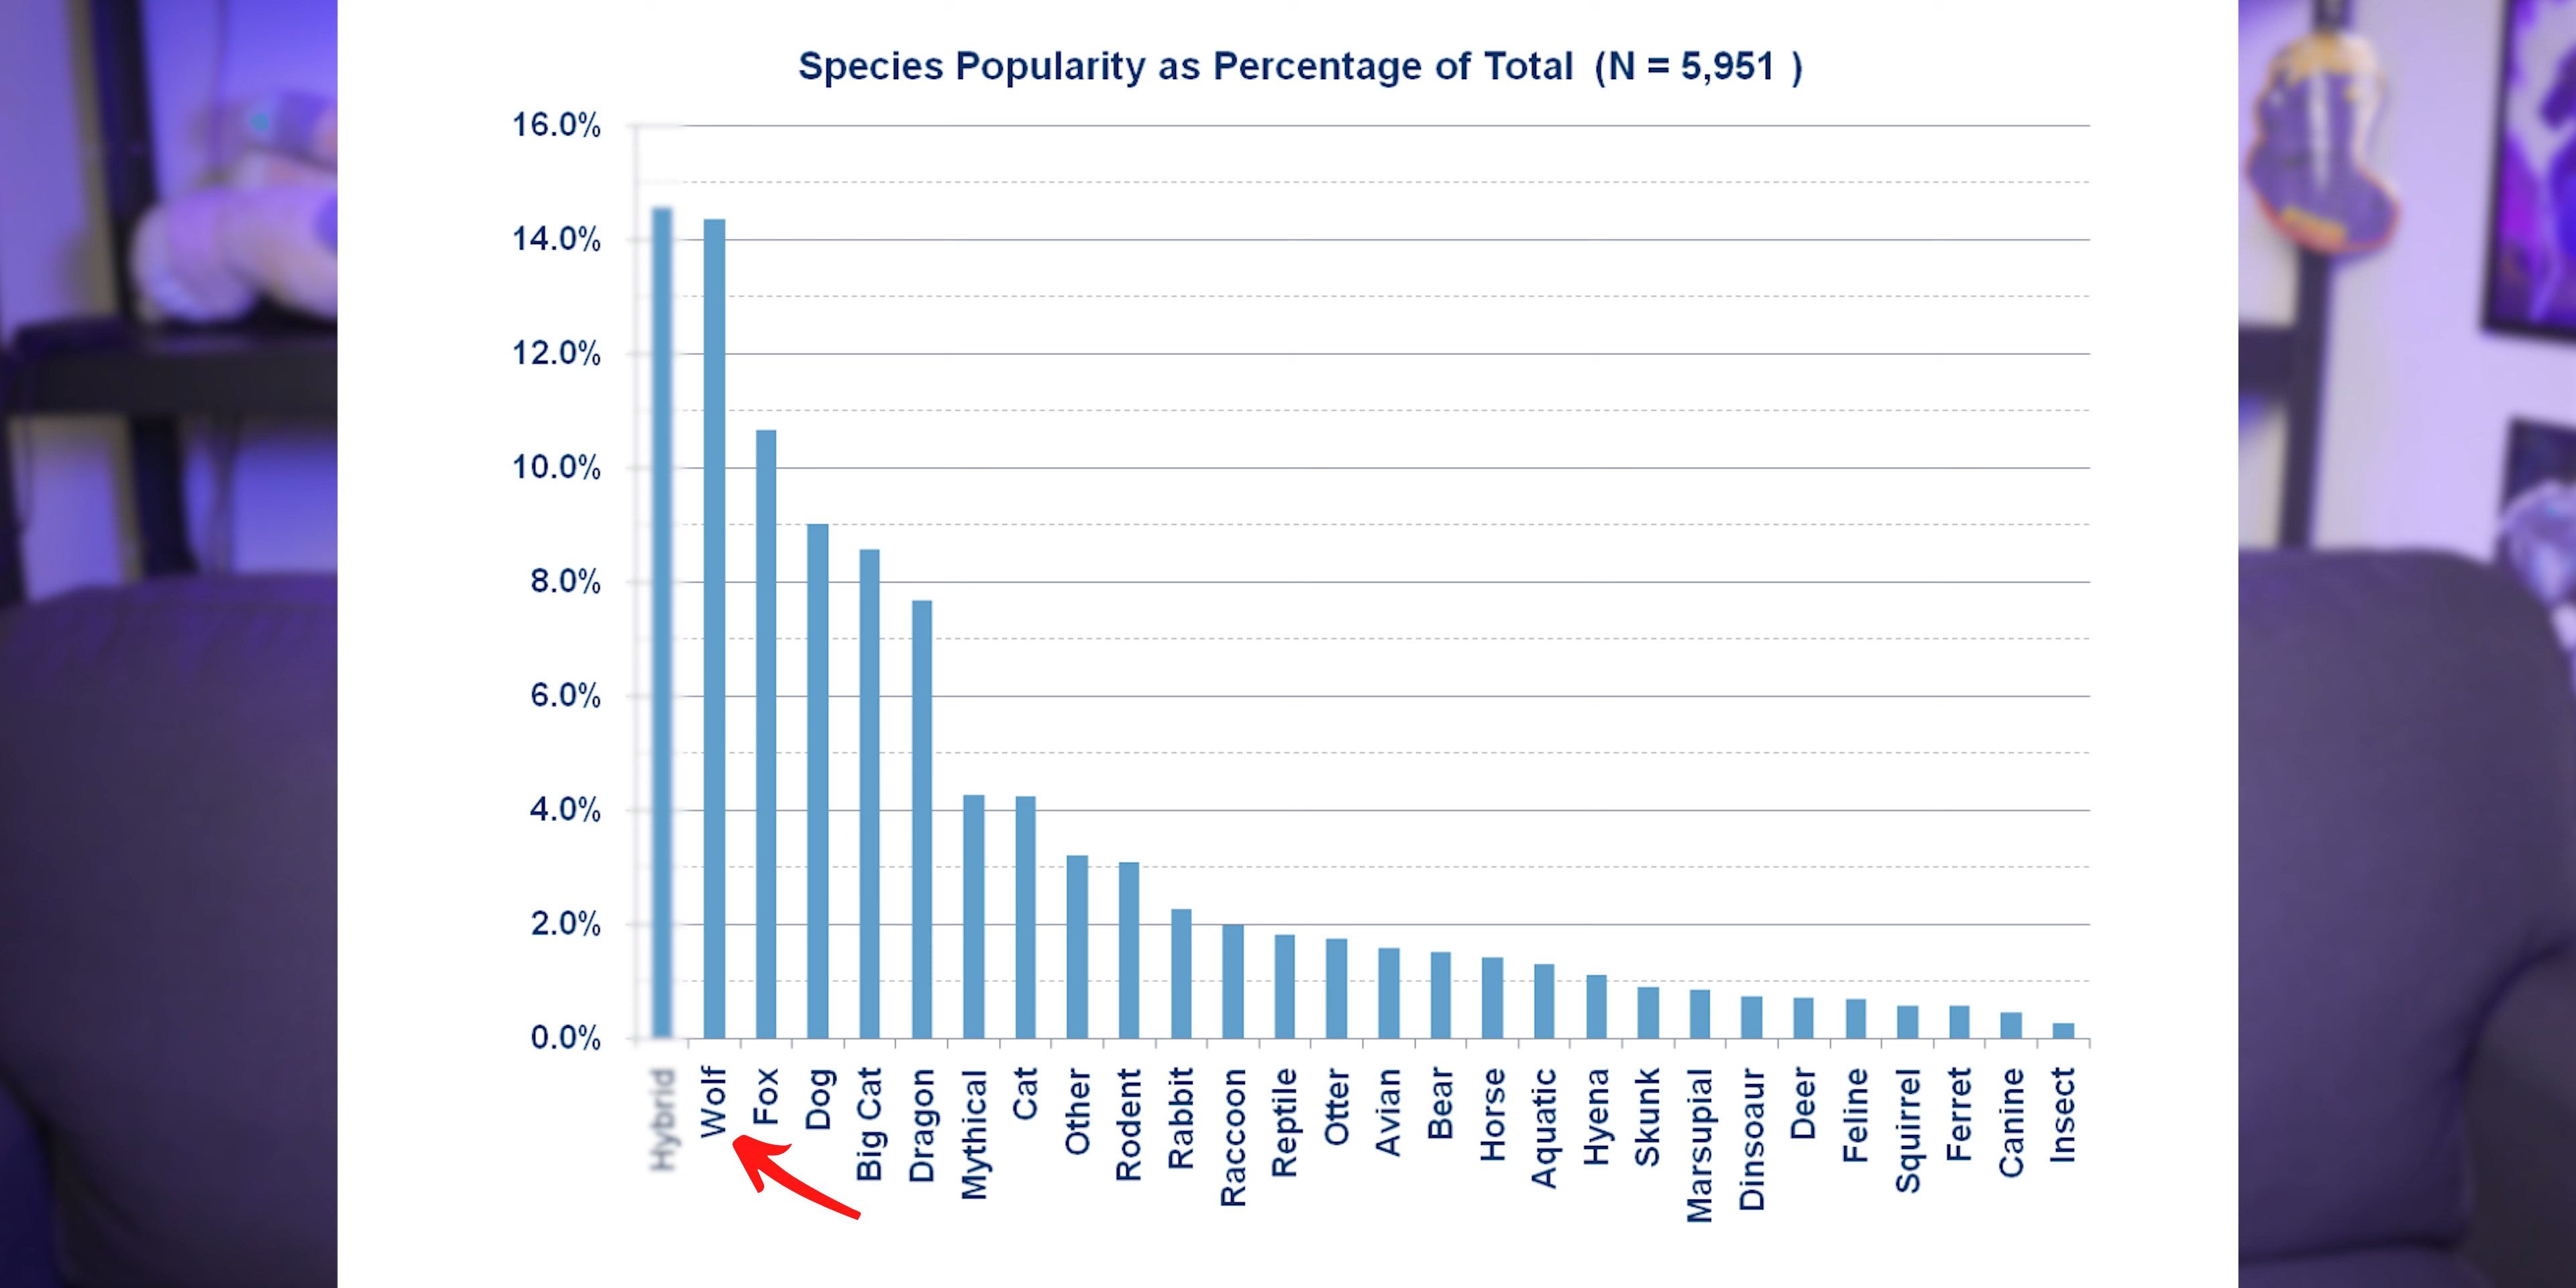 Species Popularity as Percentage of Total (N = 5,951 )
16.0%
14.0%
12.0%
10.0%
8.0%
6.0%
4.0%
2.0%
0.0%
Hybrid
Wolf
Fox
Dog
Big Cat
Dragon
Mythical
Cat
Other
Rodent
Rabbit
Raccoon
Reptile
Otter
Avian
Bear
Horse
Aquatic
Hyena
Skunk
Marsupial
Dinsoaur
Deer
Feline
Squirrel
Ferret
Canine
Insect